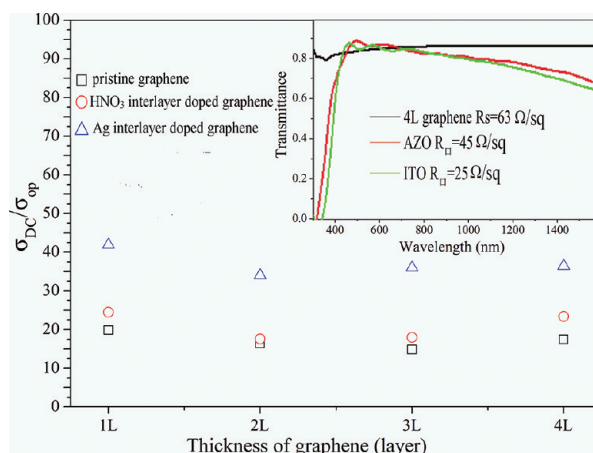 100
90
80
70
60
50
40
30
20
10
0
σDC/σop
□ pristine graphene
○ HNO3 interlayer doped graphene
△ Ag interlayer doped graphene
1L 2L 3L 4L
Thickness of graphene (layer)
0.8
0.6
0.4
0.2
0.0
Transmittance
4L graphene Rs=63 Ω/sq
AZO R□=45 Ω/sq
ITO R□=25 Ω/sq
400 600 800 1000 1200 1400
Wavelength (nm)